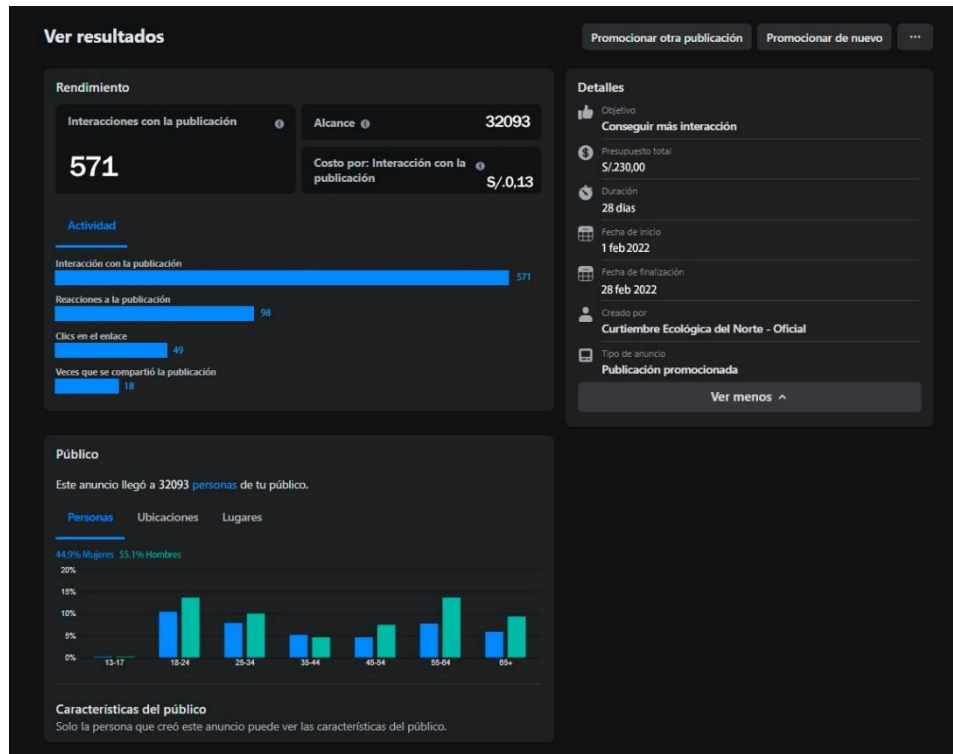 Ver resultados
Promocionar otra publicación
Promocionar de nuevo
...
Rendimiento
Interacciones con la publicación
571
Alcance
32093
Costo por: Interacción con la publicación
S/.0,13
Actividad
Interacción con la publicación
571
Reacciones a la publicación
98
Clics en el enlace
49
Veces que se compartió la publicación
18
Detalles
Objetivo
Conseguir más interacción
Presupuesto total
S/.230,00
Duración
28 dias
Fecha de inicio
1 feb 2022
Fecha de finalización
28 feb 2022
Creado por
Curtiembre Ecológica del Norte - Oficial
Tipo de anuncio
Publicación promocionada
Ver menos
Público
Este anuncio llegó a 32093 personas de tu público.
Personas Ubicaciones Lugares
44.9% Mujeres 55.1% Hombres
20%
15%
10%
5%
0%
13-17 18-24 25-34 35-44 45-54 55-64 65+
Características del público
Solo la persona que creó este anuncio puede ver las características del público.